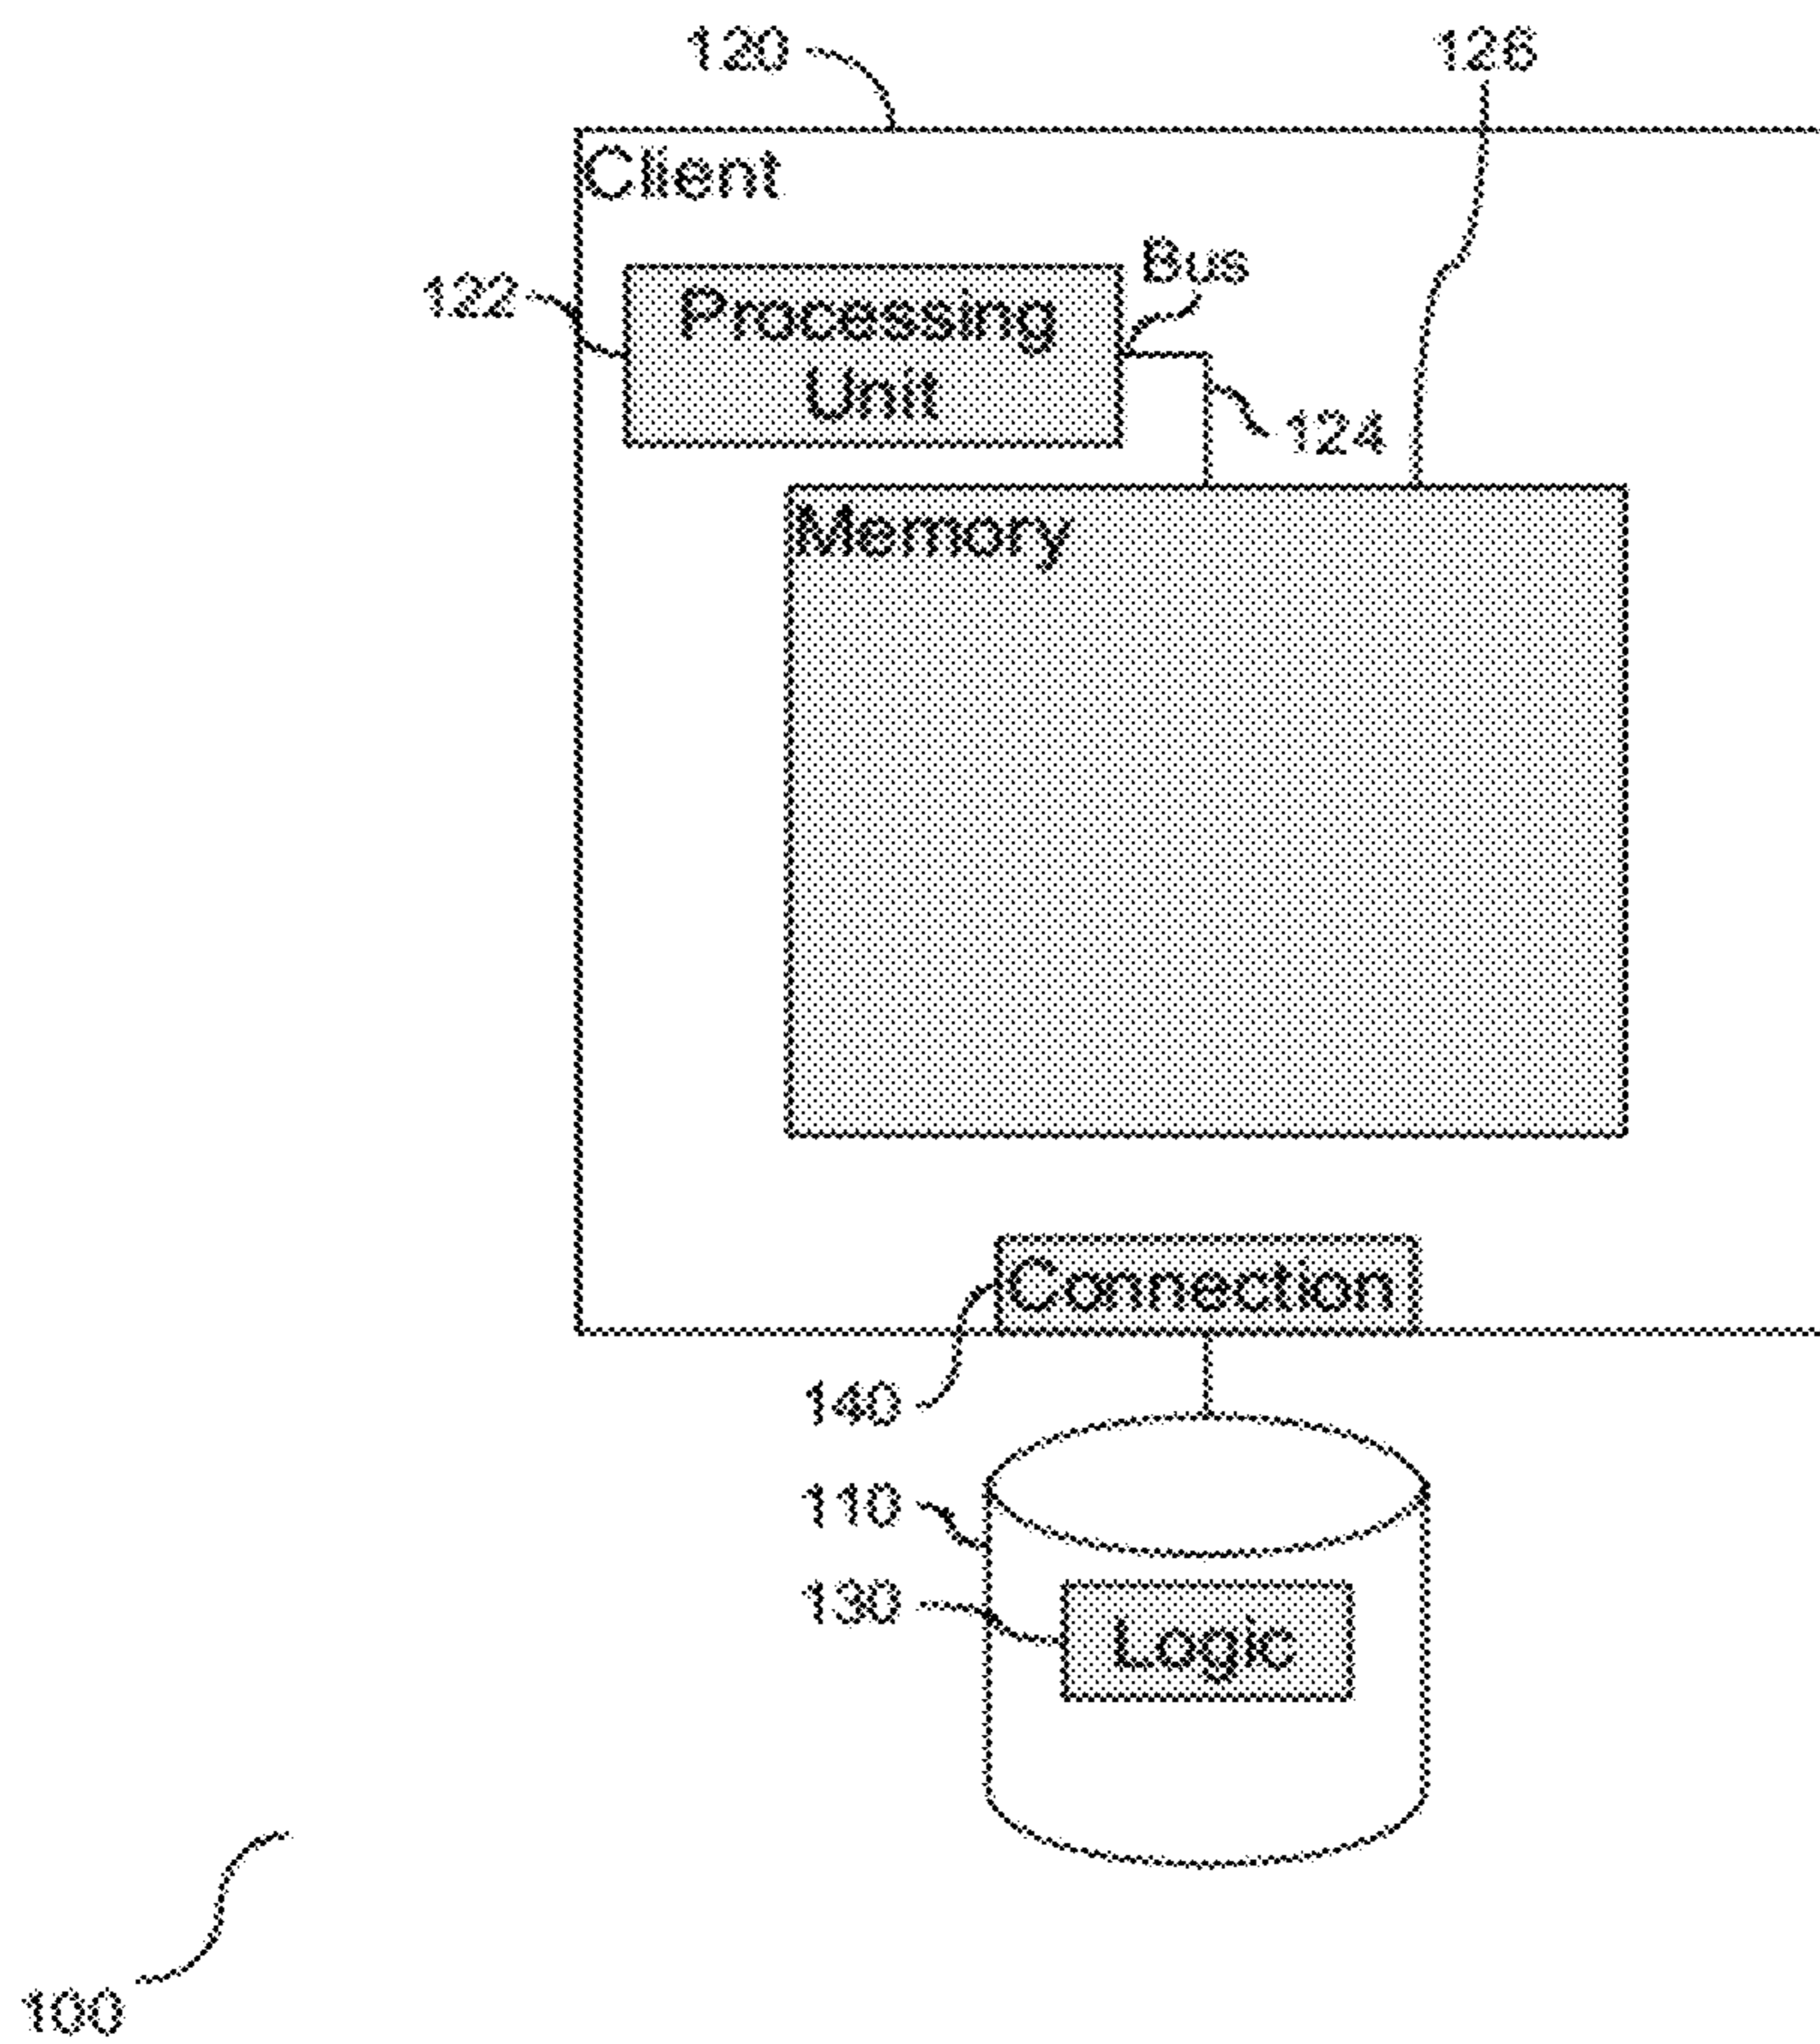 120
126
Client
Bus
122
Processing
Unit
124
Memory
Connection
140
110
130
Logic
100